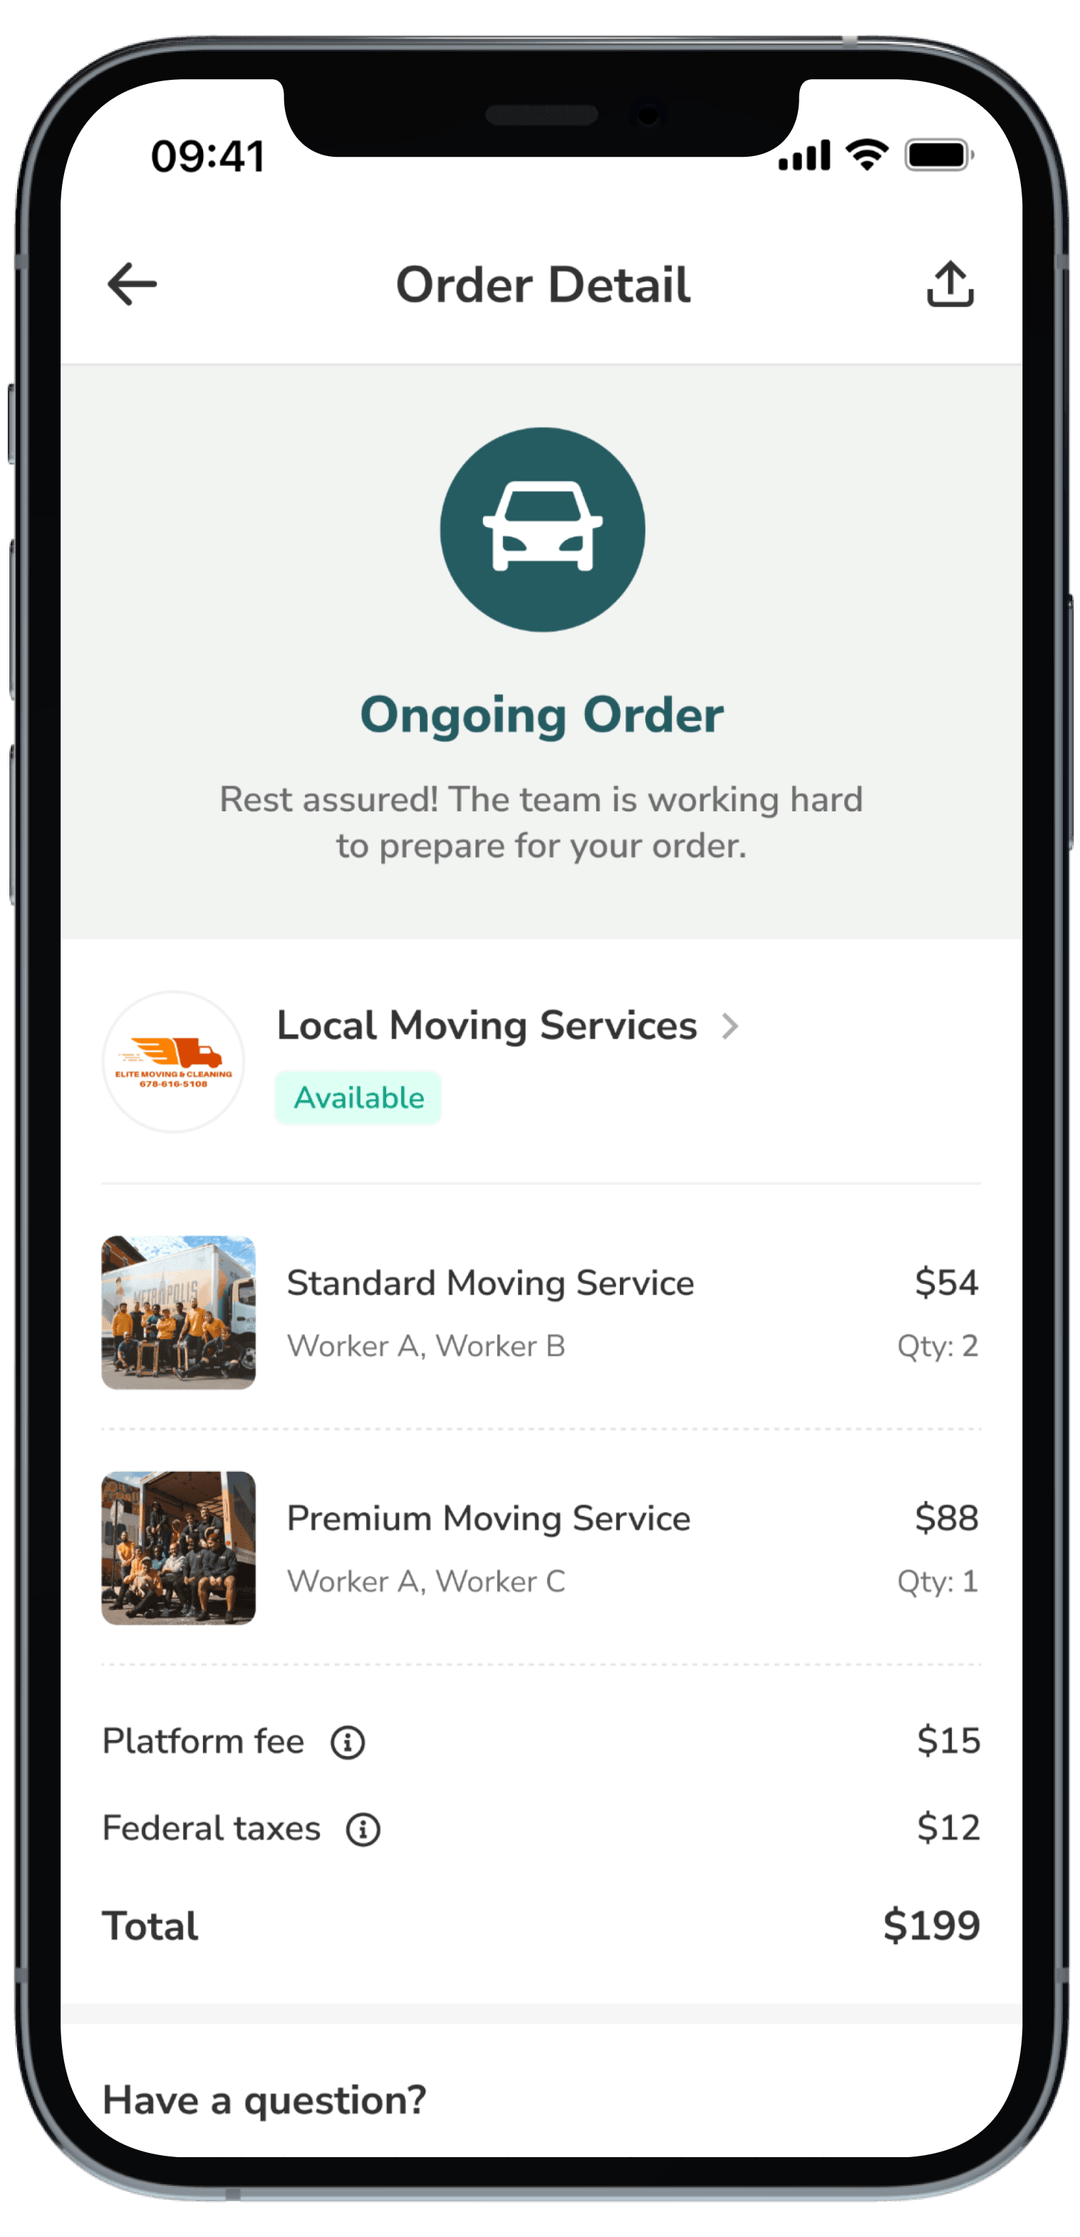 09:41
Order Detail
Ongoing Order
Rest assured! The team is working hard
to prepare for your order.
ELITE MOVING & CLEANING
678-616-5108
Local Moving Services
Available
METROPOLIS
Standard Moving Service
$54
Worker A, Worker B
Qty: 2
Premium Moving Service
$88
Worker A, Worker C
Qty: 1
Platform fee
$15
Federal taxes
$12
Total
$199
Have a question?